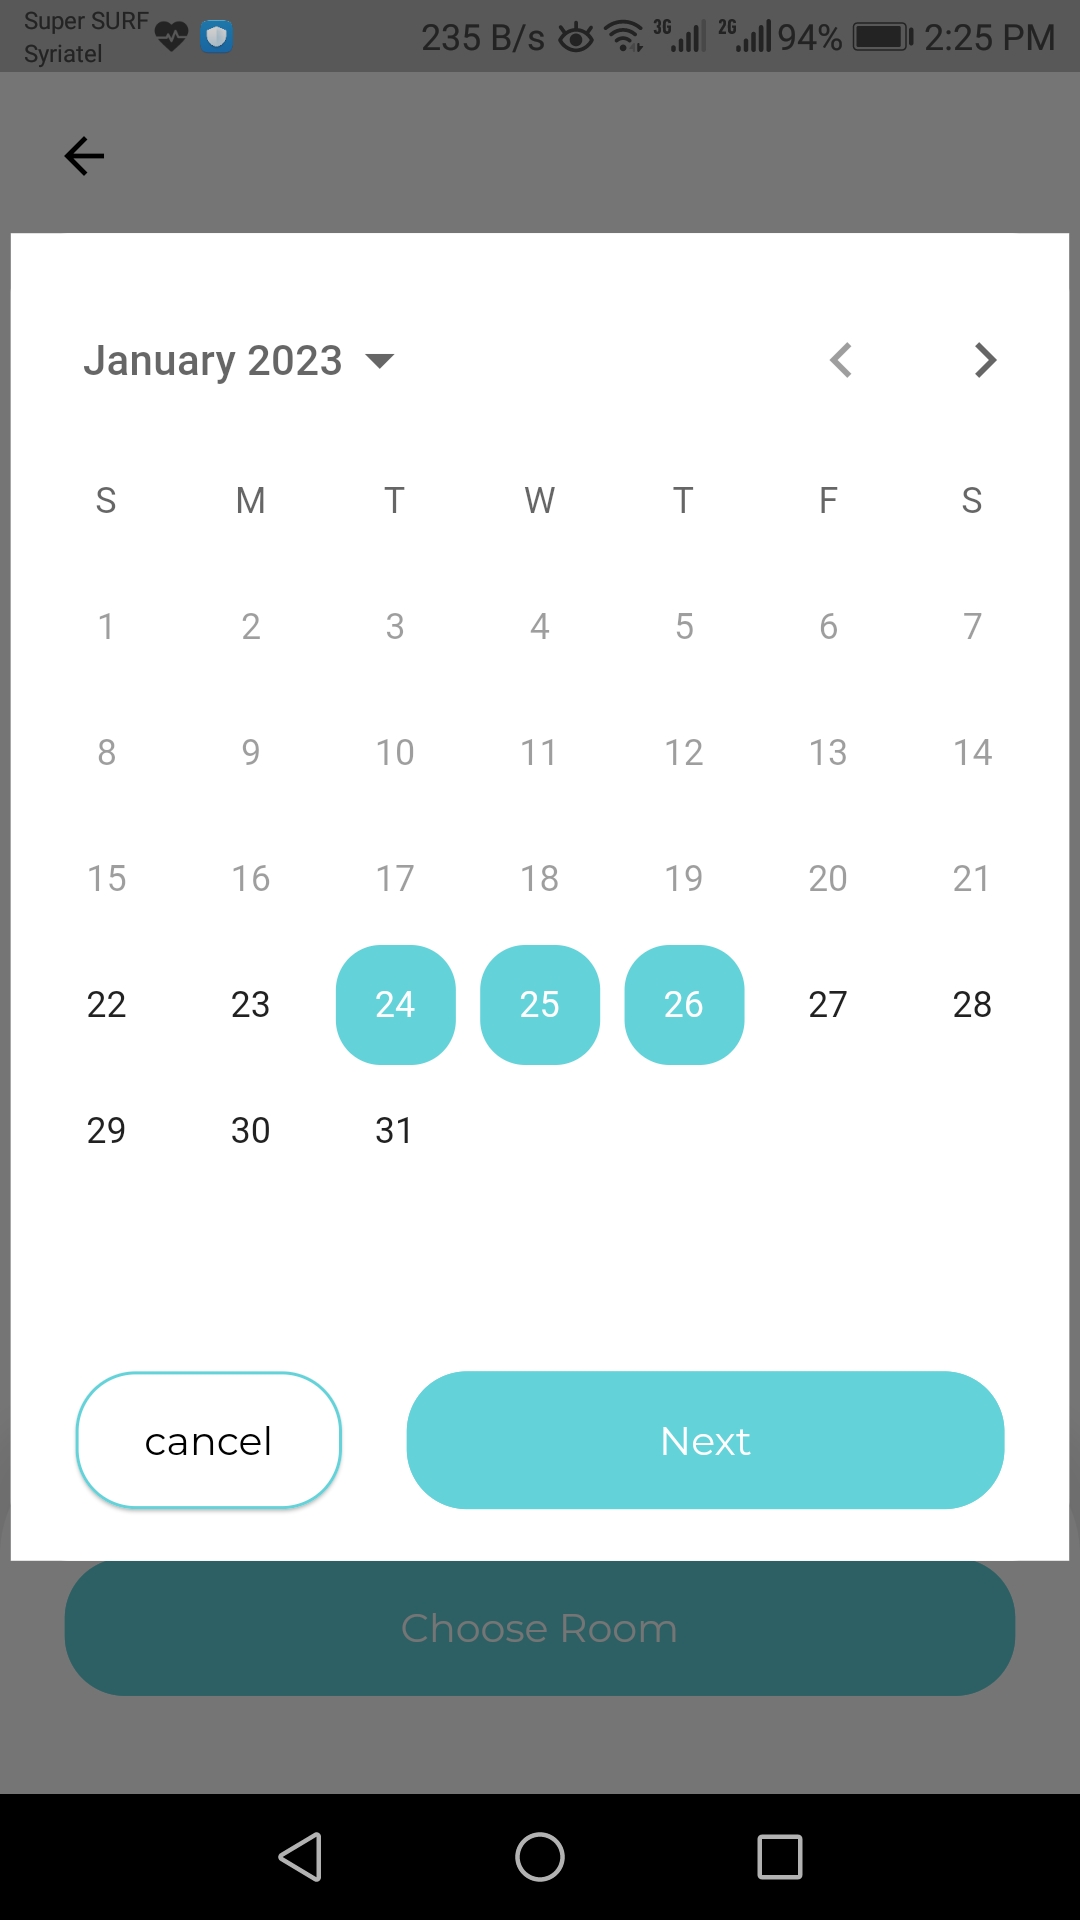 Super SURF
Syriatel
235 B/s 3G 2G 94% 2:25 PM
January 2023
S M T W T F S
1 2 3 4 5 6 7
8 9 10 11 12 13 14
15 16 17 18 19 20 21
22 23 24 25 26 27 28
29 30 31
cancel Next
Choose Room